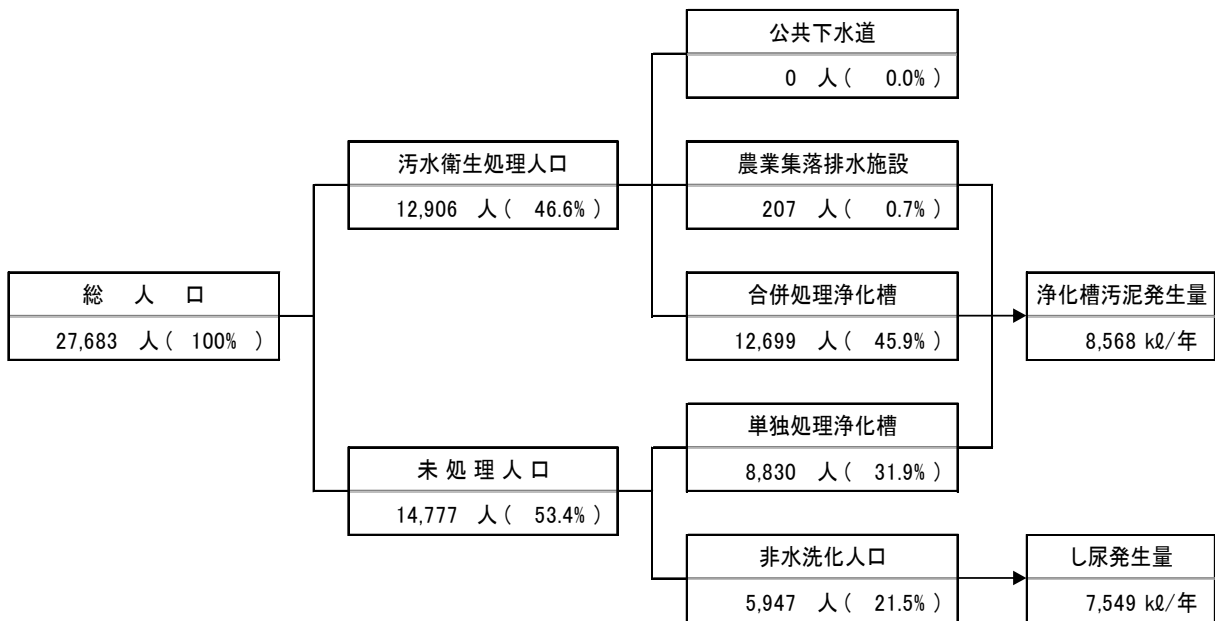 公共下水道
0 人 ( 0.0% )
汚水衛生処理人口
12,906 人 ( 46.6% )
農業集落排水施設
207 人 ( 0.7% )
総 人 口
27,683 人 ( 100% )
合併処理浄化槽
12,699 人 ( 45.9% )
浄化槽汚泥発生量
8,568 kℓ/年
単独処理浄化槽
8,830 人 ( 31.9% )
未 処 理 人 口
14,777 人 ( 53.4% )
非水洗化人口
5,947 人 ( 21.5% )
し尿発生量
7,549 kℓ/年